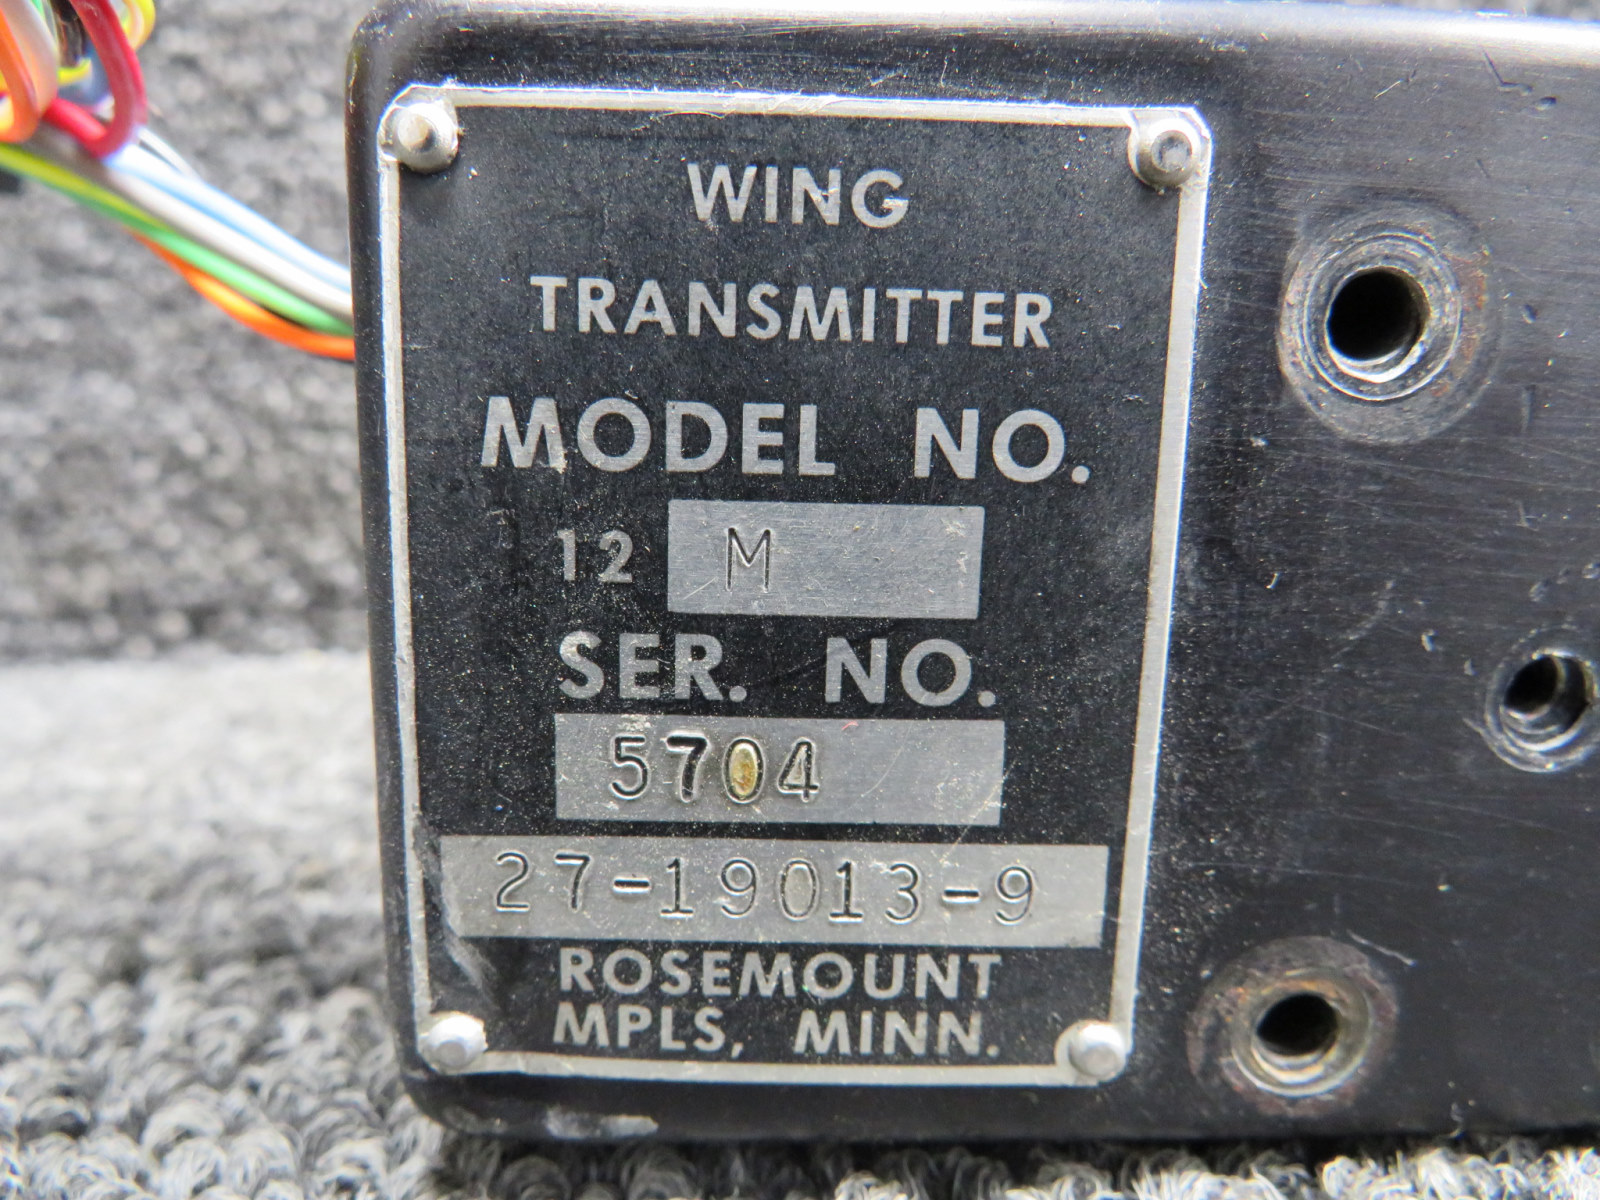 WING
TRANSMITTER
MODEL NO.
12 M
SER. NO.
5704
27-19013-9
ROSEMOUNT
MPLS, MINN.